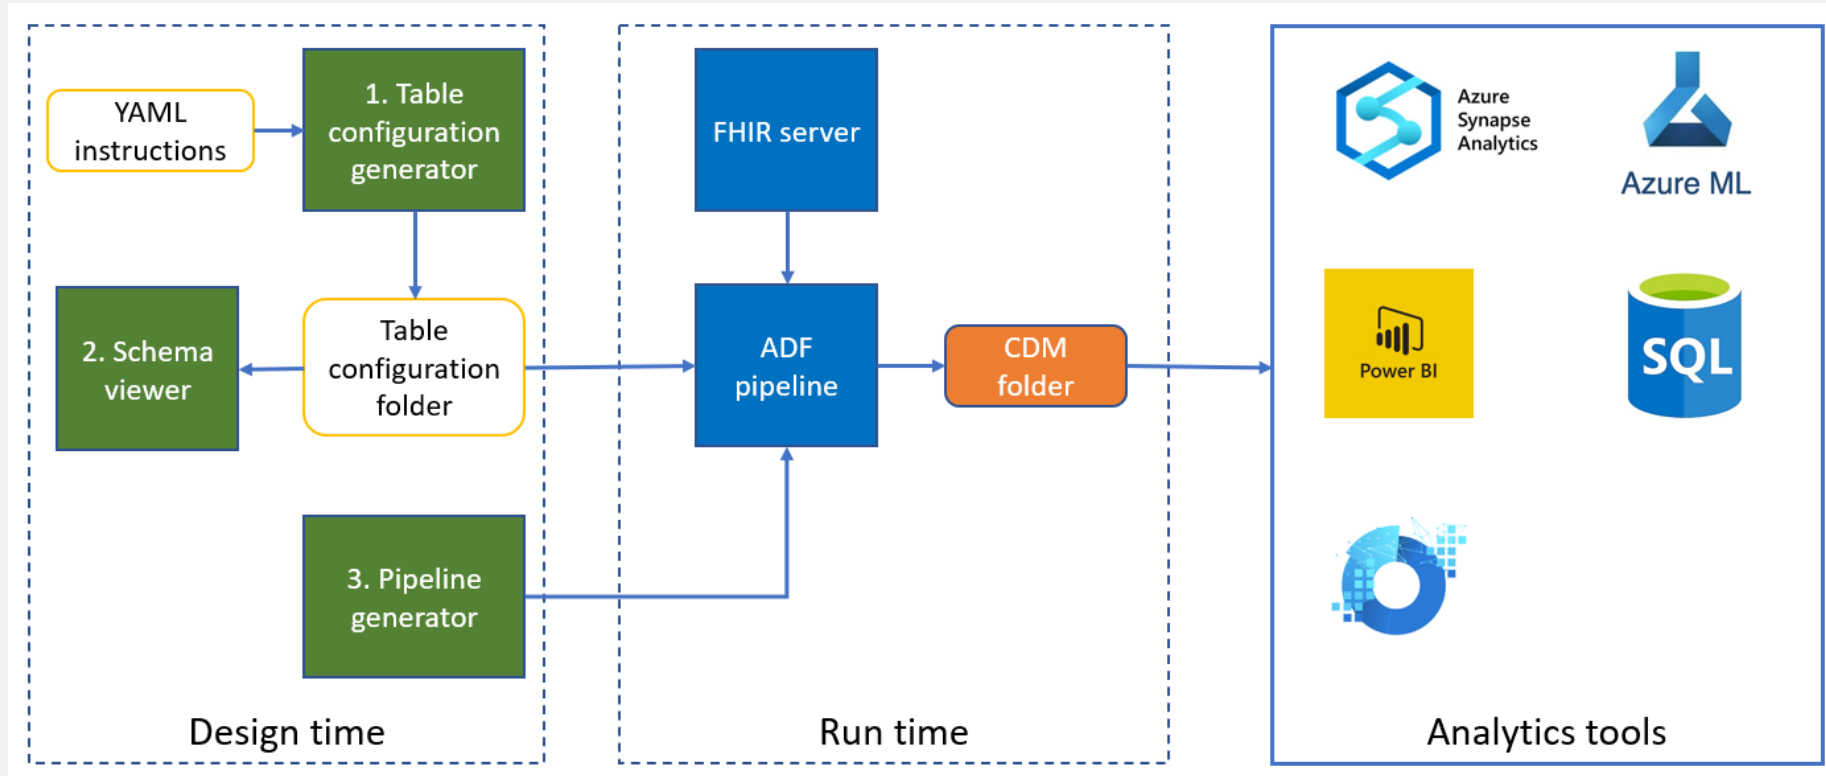 YAML
instructions
1. Table
configuration
generator
2. Schema
viewer
Table
configuration
folder
3. Pipeline
generator
Design time
FHIR server
ADF
pipeline
CDM
folder
Run time
Azure
Synapse
Analytics
Azure ML
Power BI
SQL
Analytics tools